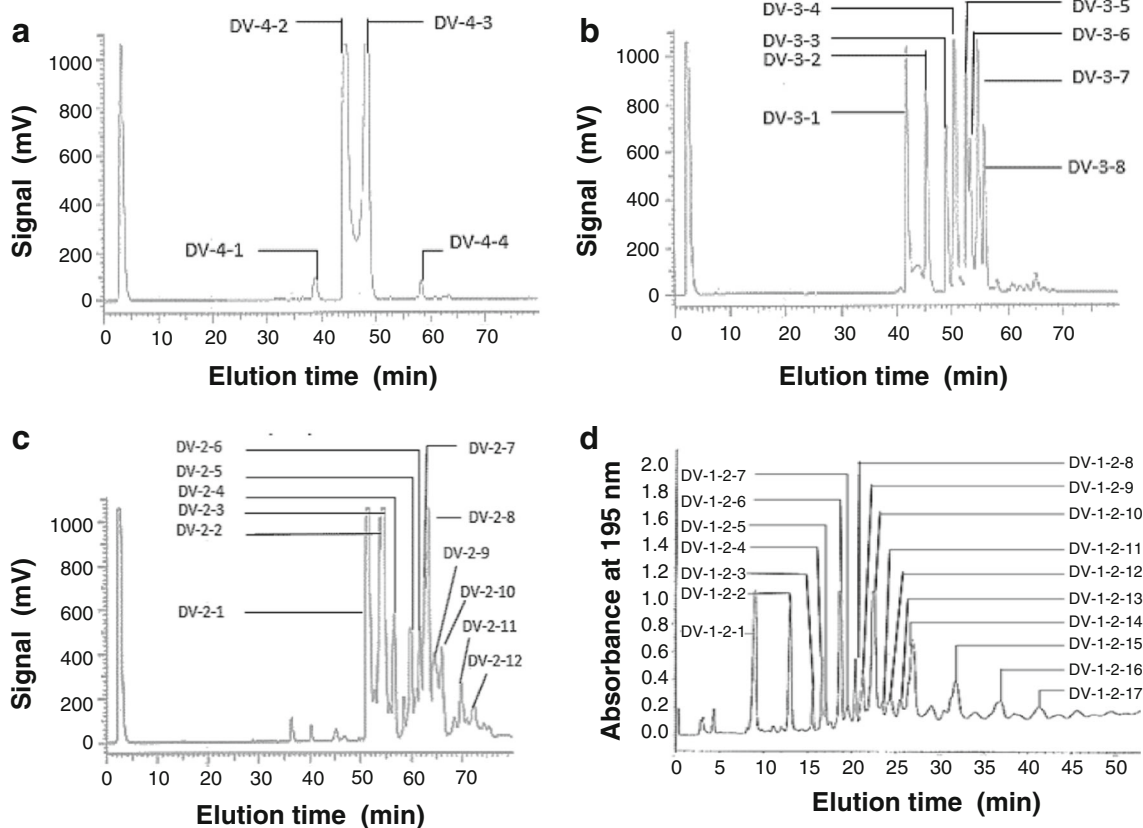 a
DV-4-2
DV-4-3
1000
800
600
400
200
0
DV-4-1
DV-4-4
Signal (mV)
0 10 20 30 40 50 60 70
Elution time (min)
b
DV-3-4
DV-3-3
DV-3-2
DV-3-1
DV-3-5
DV-3-6
DV-3-7
DV-3-8
1000
800
600
400
200
0
Signal (mV)
0 10 20 30 40 50 60 70
Elution time (min)
c
DV-2-6
DV-2-5
DV-2-4
DV-2-3
DV-2-2
DV-2-1
DV-2-7
DV-2-8
DV-2-9
DV-2-10
DV-2-11
DV-2-12
1000
800
600
400
200
0
Signal (mV)
0 10 20 30 40 50 60 70
Elution time (min)
d
DV-1-2-7
DV-1-2-6
DV-1-2-5
DV-1-2-4
DV-1-2-3
DV-1-2-2
DV-1-2-1
DV-1-2-8
DV-1-2-9
DV-1-2-10
DV-1-2-11
DV-1-2-12
DV-1-2-13
DV-1-2-14
DV-1-2-15
DV-1-2-16
DV-1-2-17
2.0
1.8
1.6
1.4
1.2
1.0
0.8
0.6
0.4
0.2
0.0
Absorbance at 195 nm
0 5 10 15 20 25 30 35 40 45 50
Elution time (min)